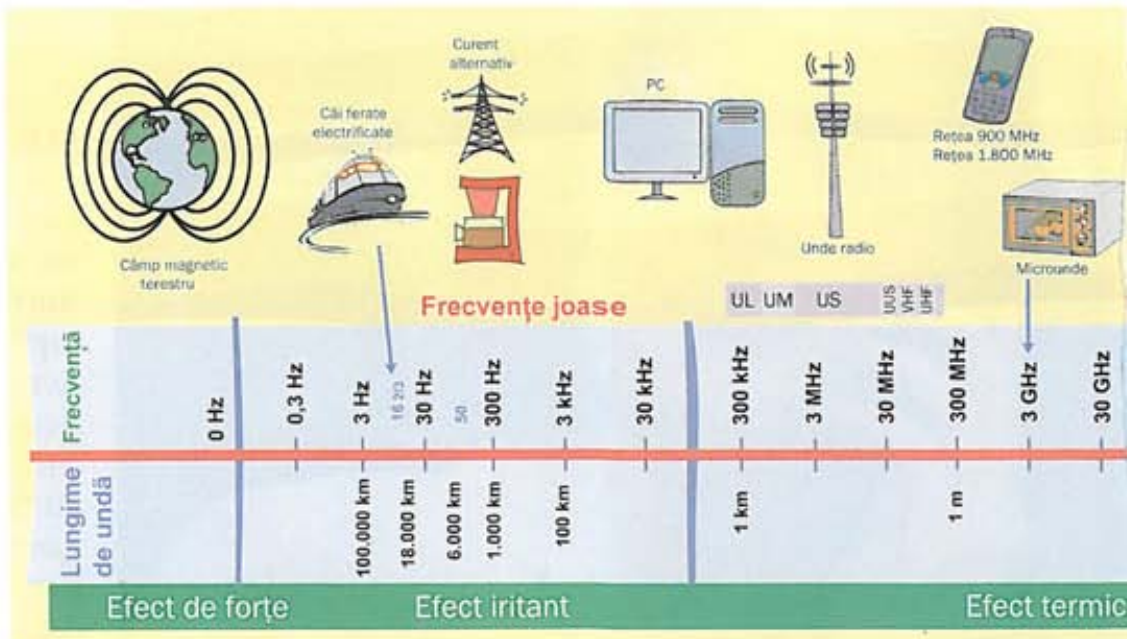 Curent
alternativ
PC
Căi ferate
electrificate
Rețea 900 MHz
Rețea 1.800 MHz
Câmp magnetic
terestru
Unde radio
Microunde
Frecvențe joase
UL UM US UUS VHF UHF
Frecvență
0 Hz 0,3 Hz 3 Hz 16 2/3 30 Hz 50 300 Hz 3 kHz 30 kHz 300 kHz 3 MHz 30 MHz 300 MHz 3 GHz 30 GHz
Lungime
de undă
100.000 km 18.000 km 6.000 km 1.000 km 100 km 1 km 1 m
Efect de forțe Efect iritant Efect termic